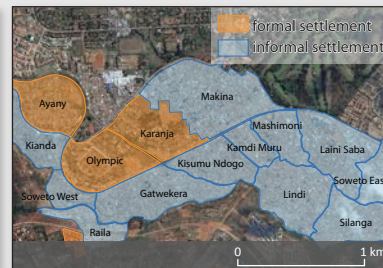 formal settlement
informal settlement
Ayany
Makina
Karanja
Mashimoni
Kianda
Kamdi Muru
Laini Saba
Olympic
Kisumu Ndogo
Soweto East
Soweto West
Gatwekera
Lindi
Silanga
Raila
0 1 km